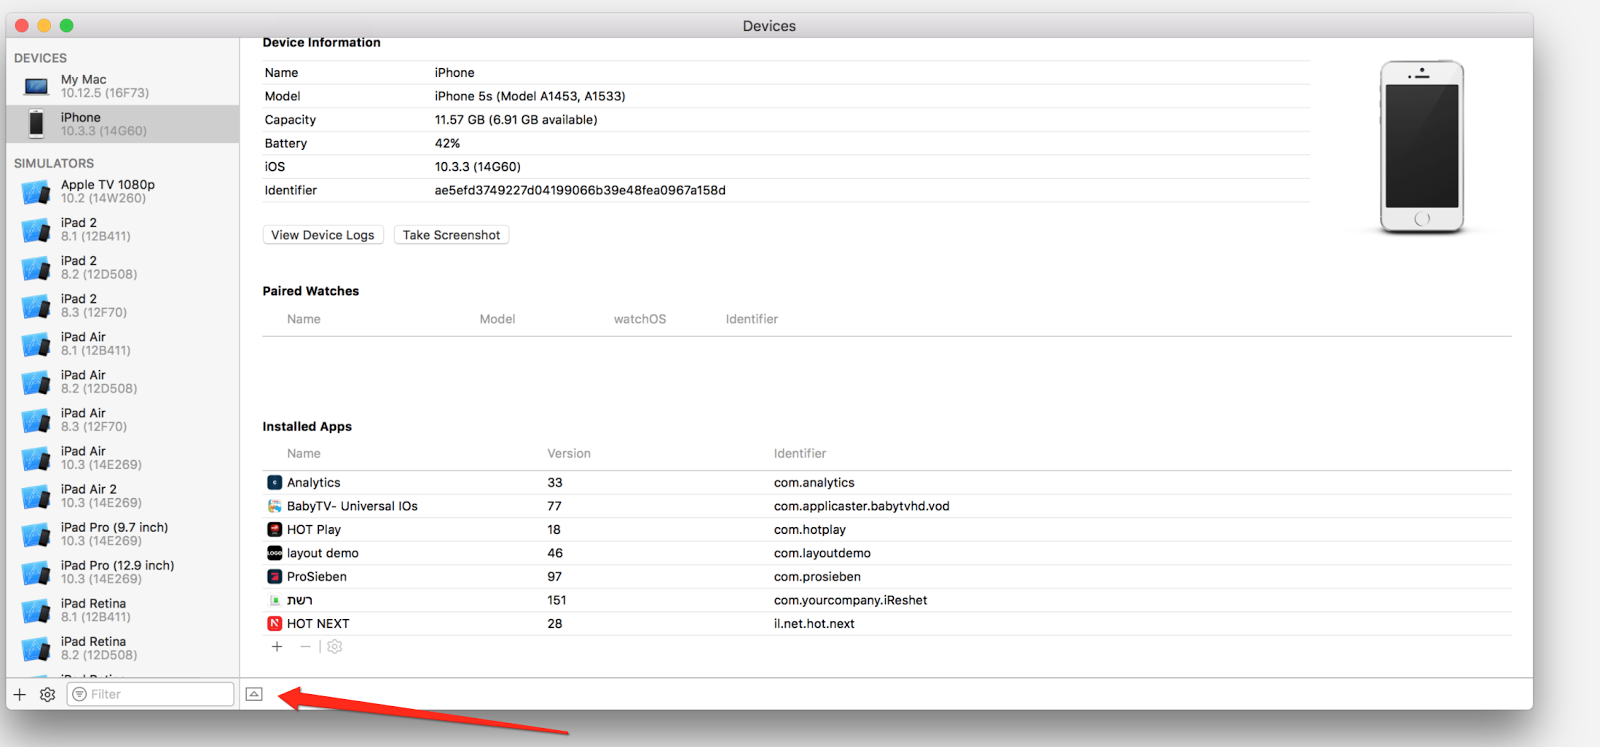 Devices
DEVICES
My Mac
10.12.5 (16F73)
iPhone
10.3.3 (14G60)
SIMULATORS
Apple TV 1080p
10.2 (14W260)
iPad 2
8.1 (12B411)
iPad 2
8.2 (12D508)
iPad 2
8.3 (12F70)
iPad Air
8.1 (12B411)
iPad Air
8.2 (12D508)
iPad Air
8.3 (12F70)
iPad Air
10.3 (14E269)
iPad Air 2
10.3 (14E269)
iPad Pro (9.7 inch)
10.3 (14E269)
iPad Pro (12.9 inch)
10.3 (14E269)
iPad Retina
8.1 (12B411)
iPad Retina
8.2 (12D508)
Filter
Device Information
Name iPhone
Model iPhone 5s (Model A1453, A1533)
Capacity 11.57 GB (6.91 GB available)
Battery 42%
iOS 10.3.3 (14G60)
Identifier ae5efd3749227d04199066b39e48fea0967a158d
View Device Logs Take Screenshot
Paired Watches
Name Model watchOS Identifier
Installed Apps
Name Version Identifier
Analytics 33 com.analytics
BabyTV- Universal IOs 77 com.applicaster.babytvhd.vod
HOT Play 18 com.hotplay
LOGO layout demo 46 com.layoutdemo
ProSieben 97 com.prosieben
רשת 151 com.yourcompany.iReshet
N HOT NEXT 28 il.net.hot.next